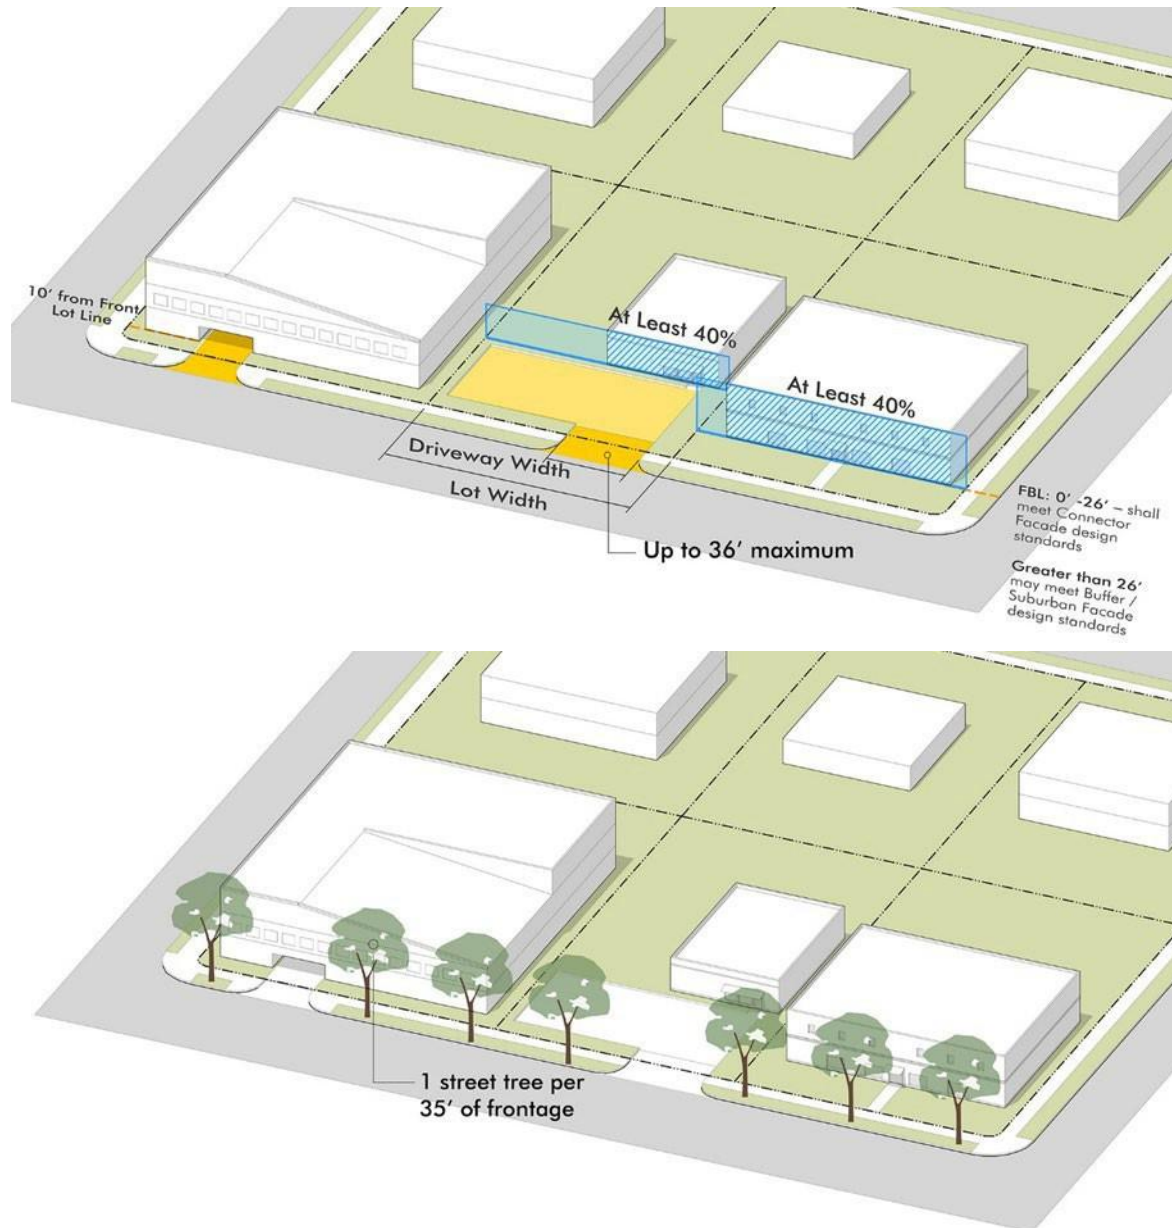 10' from Front
Lot Line
At Least 40%
At Least 40%
Driveway Width
Lot Width
Up to 36' maximum
FBL: 0' -26' – shall
meet Connector
Facade design
standards
Greater than 26'
may meet Buffer /
Suburban Facade
design standards
1 street tree per
35' of frontage